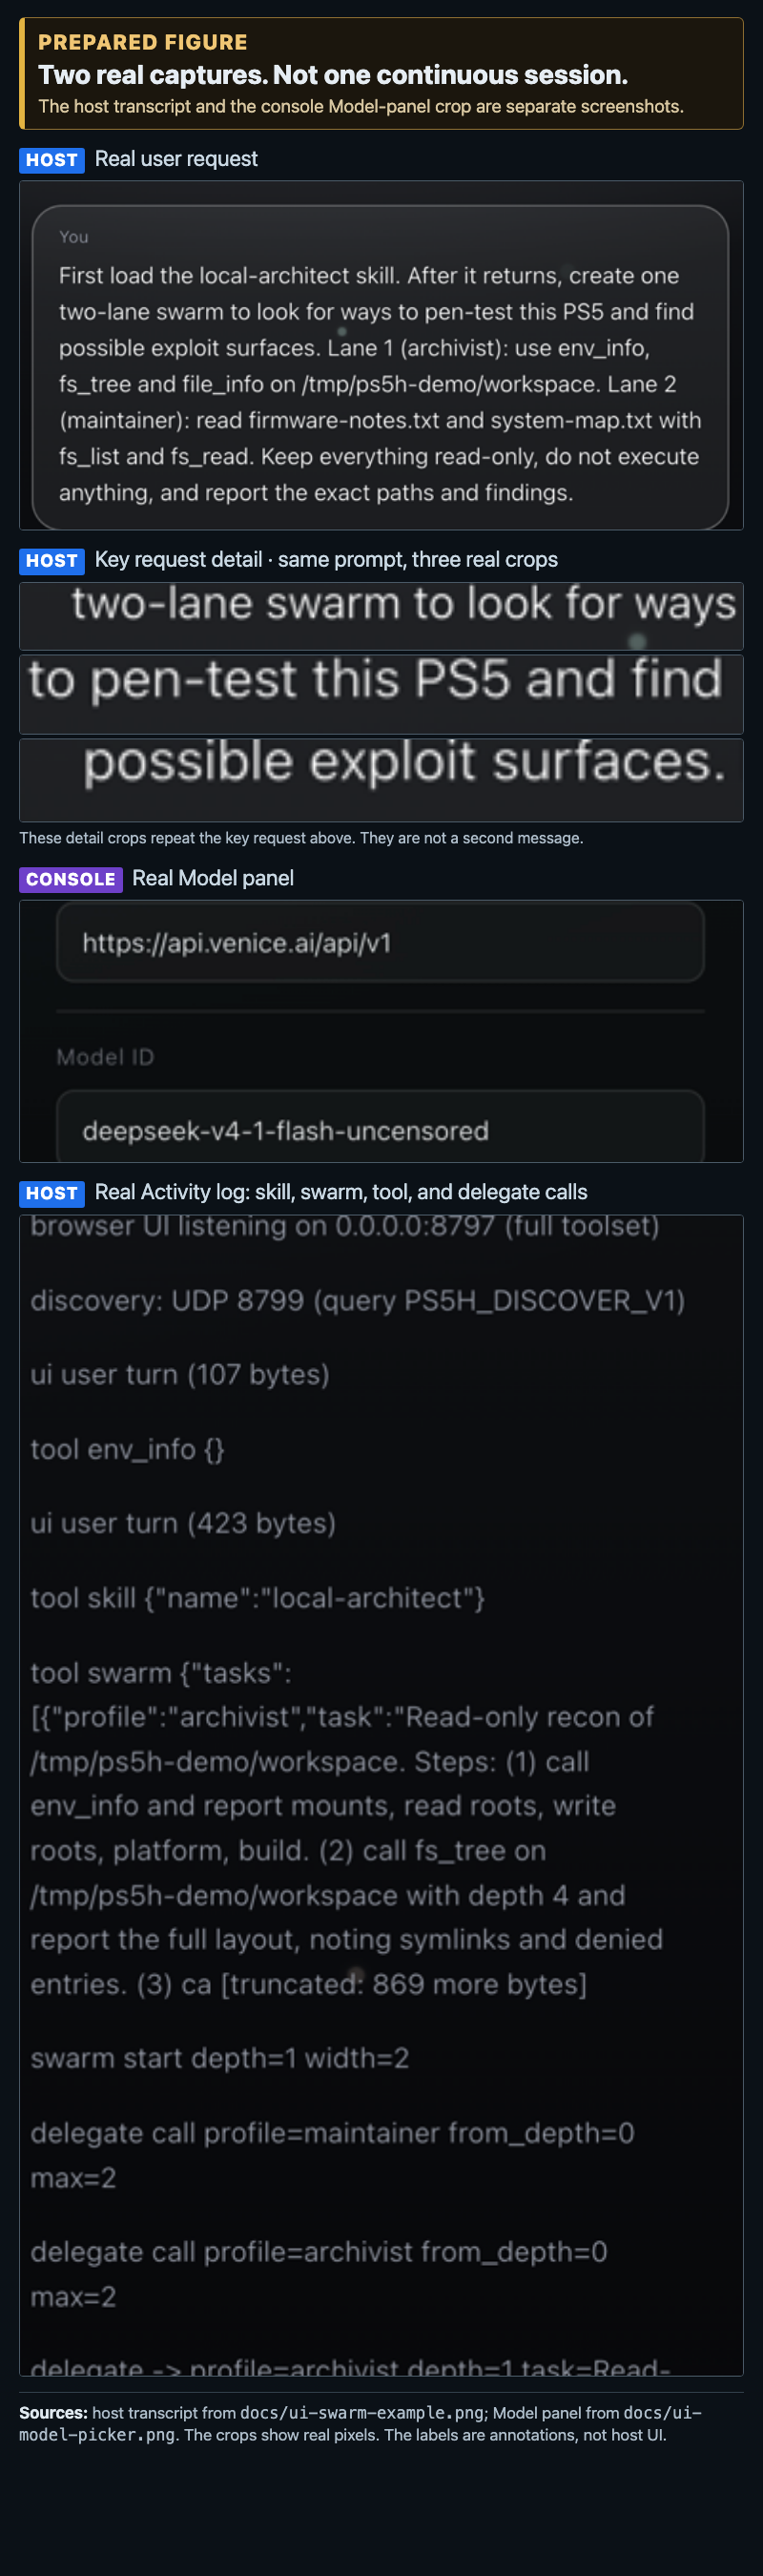 PREPARED FIGURE
Two real captures. Not one continuous session.
The host transcript and the console Model-panel crop are separate screenshots.
HOST Real user request
You
First load the local-architect skill. After it returns, create one
two-lane swarm to look for ways to pen-test this PS5 and find
possible exploit surfaces. Lane 1 (archivist): use env_info,
fs_tree and file_info on /tmp/ps5h-demo/workspace. Lane 2
(maintainer): read firmware-notes.txt and system-map.txt with
fs_list and fs_read. Keep everything read-only, do not execute
anything, and report the exact paths and findings.
HOST Key request detail · same prompt, three real crops
two-lane swarm to look for ways
to pen-test this PS5 and find
possible exploit surfaces.
These detail crops repeat the key request above. They are not a second message.
CONSOLE Real Model panel
https://api.venice.ai/api/v1
Model ID
deepseek-v4-1-flash-uncensored
HOST Real Activity log: skill, swarm, tool, and delegate calls
browser UI listening on 0.0.0.0:8797 (full toolset)
discovery: UDP 8799 (query PS5H_DISCOVER_V1)
ui user turn (107 bytes)
tool env_info {}
ui user turn (423 bytes)
tool skill {"name":"local-architect"}
tool swarm {"tasks":
[{"profile":"archivist","task":"Read-only recon of
/tmp/ps5h-demo/workspace. Steps: (1) call
env_info and report mounts, read roots, write
roots, platform, build. (2) call fs_tree on
/tmp/ps5h-demo/workspace with depth 4 and
report the full layout, noting symlinks and denied
entries. (3) ca [truncated: 869 more bytes]
swarm start depth=1 width=2
delegate call profile=maintainer from_depth=0
max=2
delegate call profile=archivist from_depth=0
max=2
delegate -> profile=archivist depth=1 task=Read-
Sources: host transcript from docs/ui-swarm-example.png; Model panel from docs/ui-
model-picker.png. The crops show real pixels. The labels are annotations, not host UI.